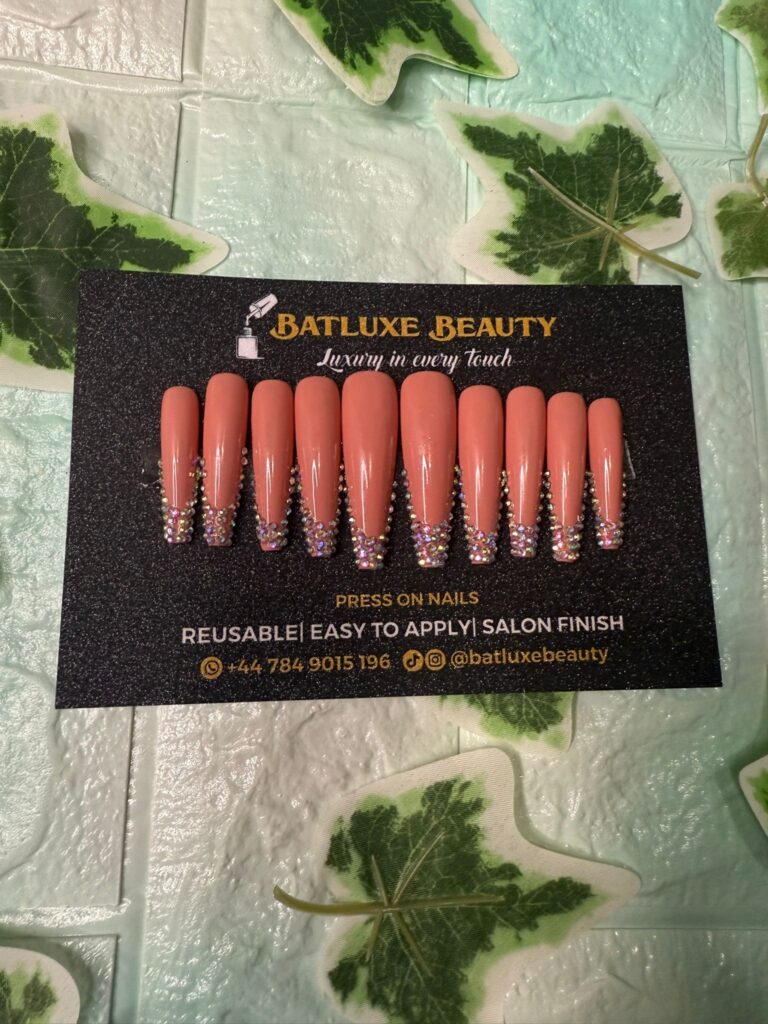 BATLUXE BEAUTY
Luxury in every touch
PRESS ON NAILS
REUSABLE| EASY TO APPLY| SALON FINISH
+44 784 9015 196 @batluxebeauty